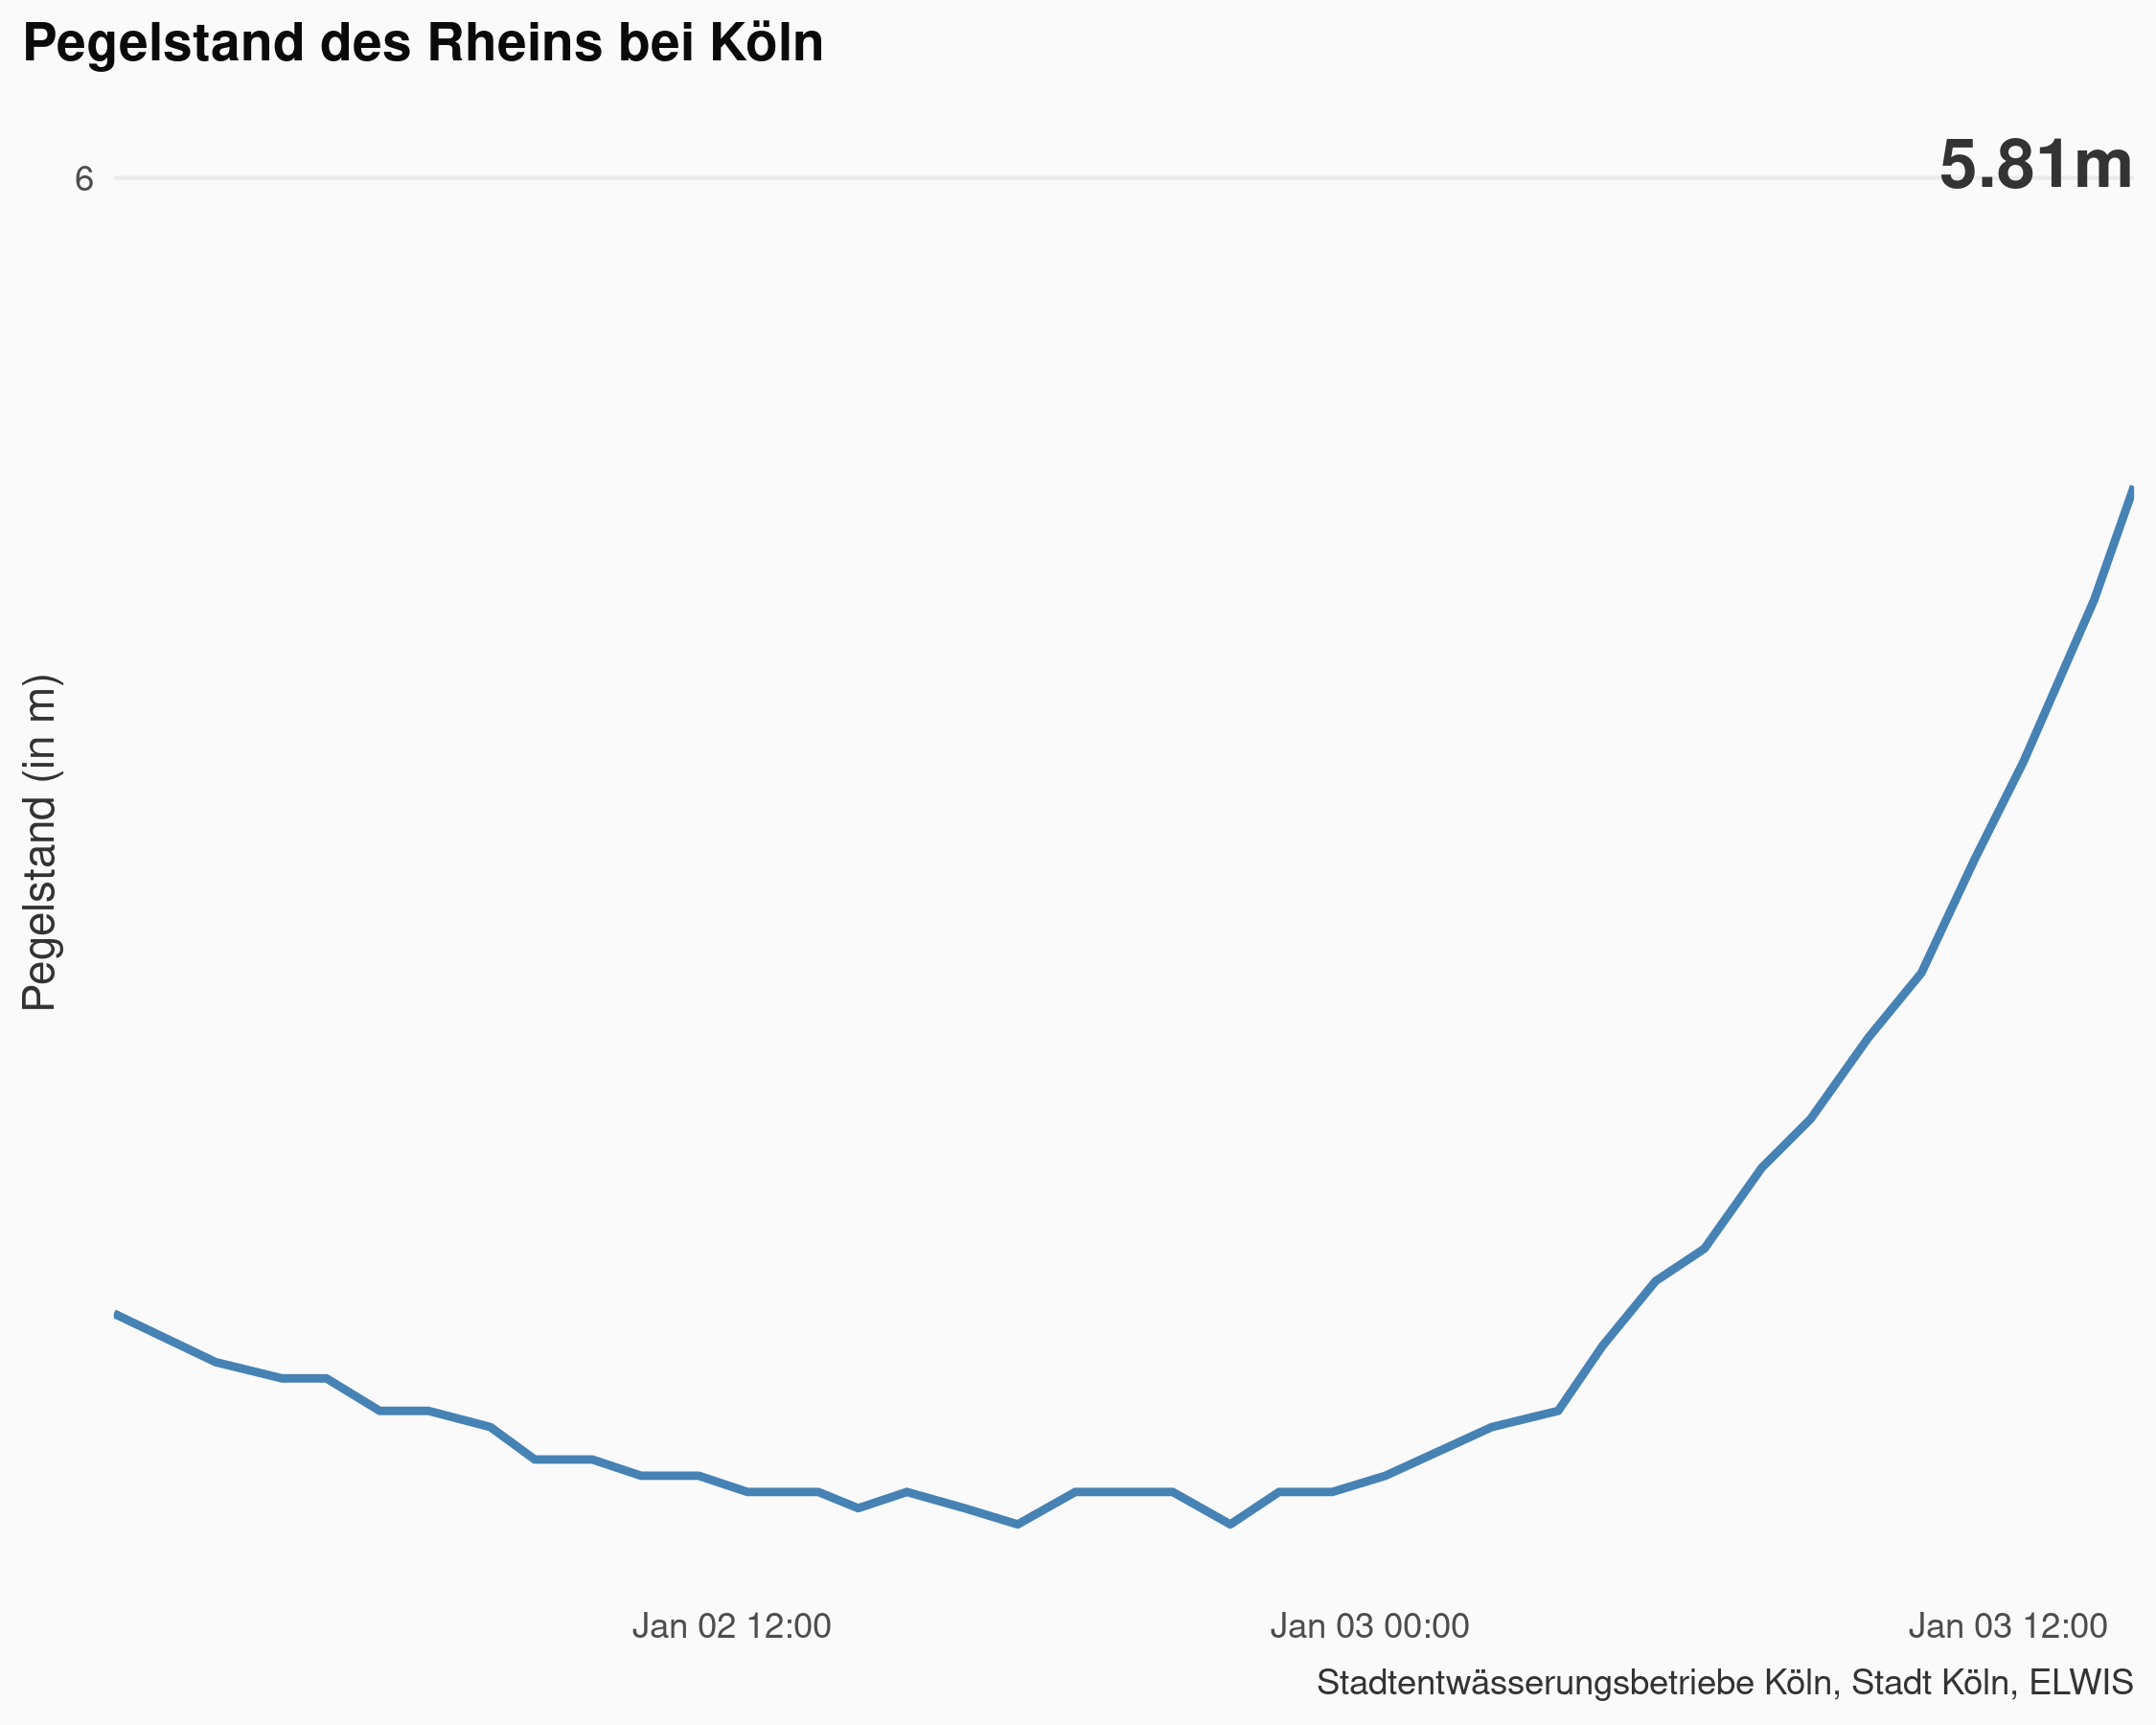 Pegelstand des Rheins bei Köln
5.81m
6
Pegelstand (in m)
Jan 02 12:00
Jan 03 00:00
Jan 03 12:00
Stadtentwässerungsbetriebe Köln, Stadt Köln, ELWIS